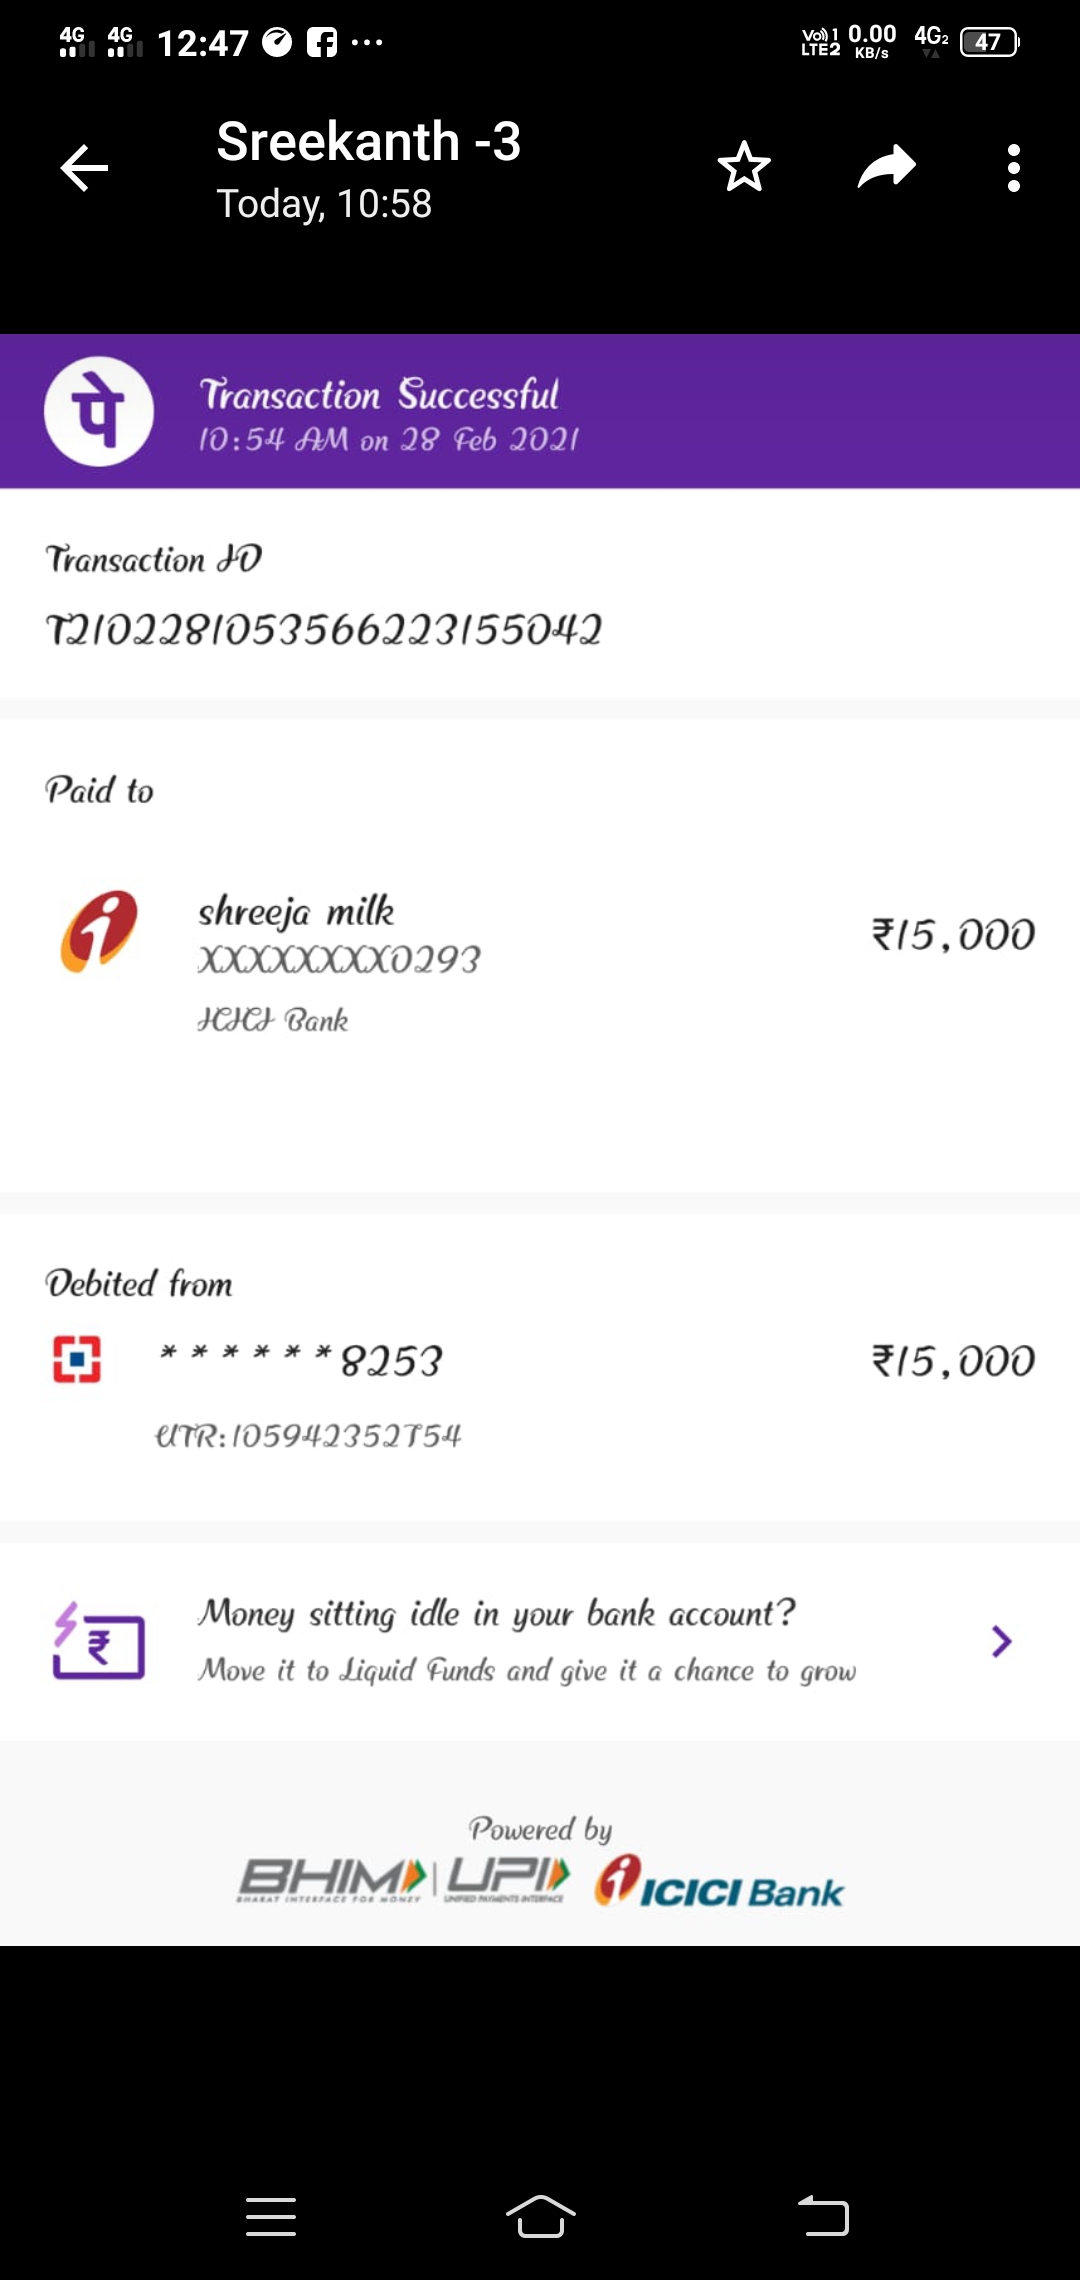 4G 4G 12:47 Vo) 1 LTE2 0.00 KB/s 4G2 47
Sreekanth -3
Today, 10:58
पे
Transaction Successful
10:54 AM on 28 Feb 2021
Transaction ID
T2102281053566223155042
Paid to
shreeja milk ₹15,000
XXXXXXXX0293
ICICI Bank
Debited from
******8253 ₹15,000
UTR:105942352754
Money sitting idle in your bank account?
Move it to Liquid Funds and give it a chance to grow
Powered by
BHIM UPI ICICI Bank
BHARAT INTERFACE FOR MONEY UNIFIED PAYMENTS INTERFACE